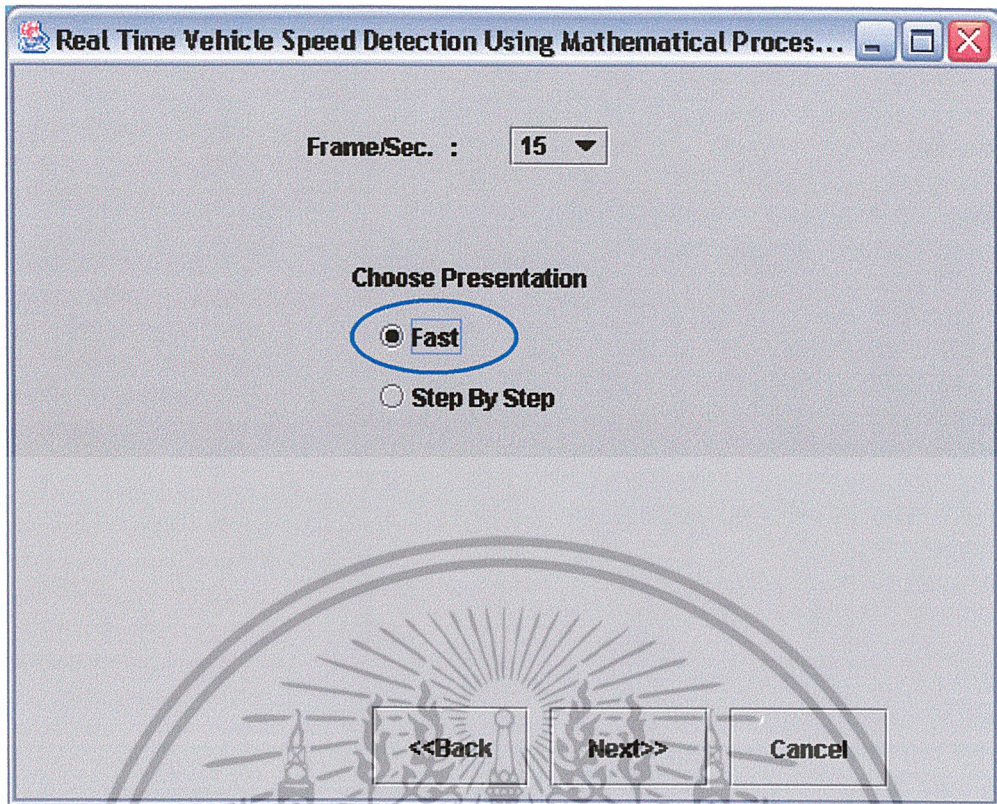 Real Time Vehicle Speed Detection Using Mathematical Proces...
Frame/Sec. : 15
Choose Presentation
Fast
Step By Step
<<Back Next>> Cancel